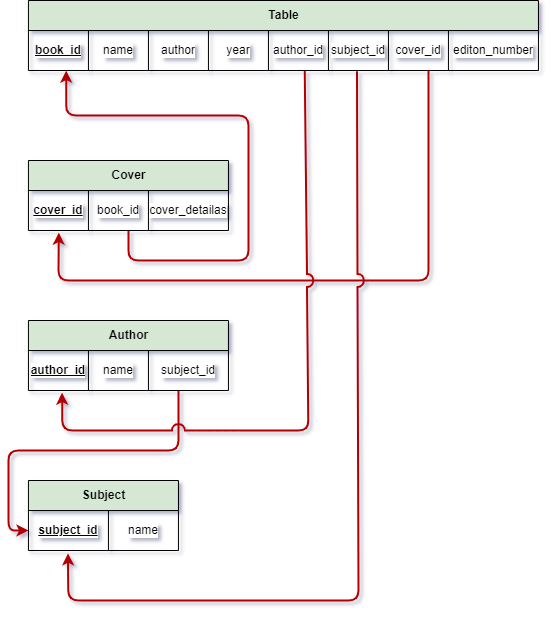 Table
book_id name author year author_id subject_id cover_id editon_number
Cover
cover_id book_id cover_detailas
Author
author_id name subject_id
Subject
subject_id name